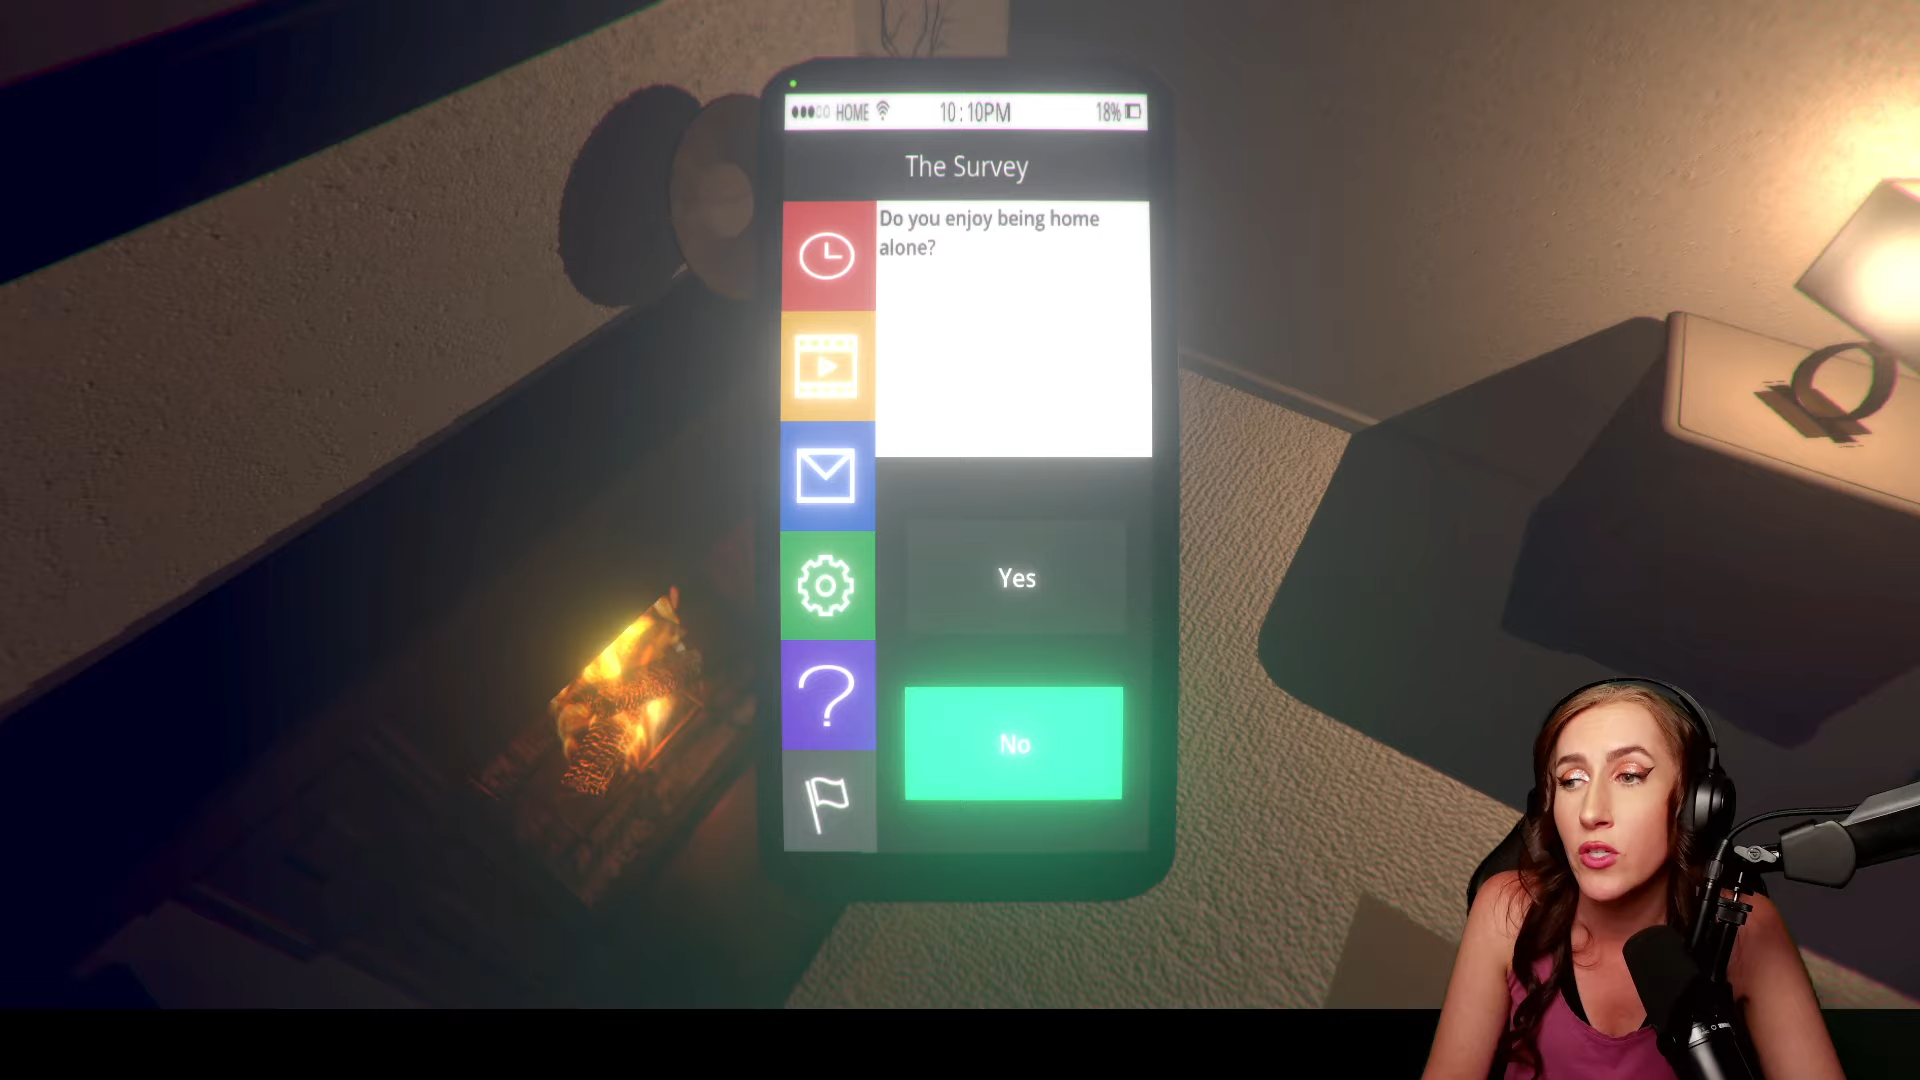 HOME 10:10PM 18%
The Survey
Do you enjoy being home
alone?
Yes
No